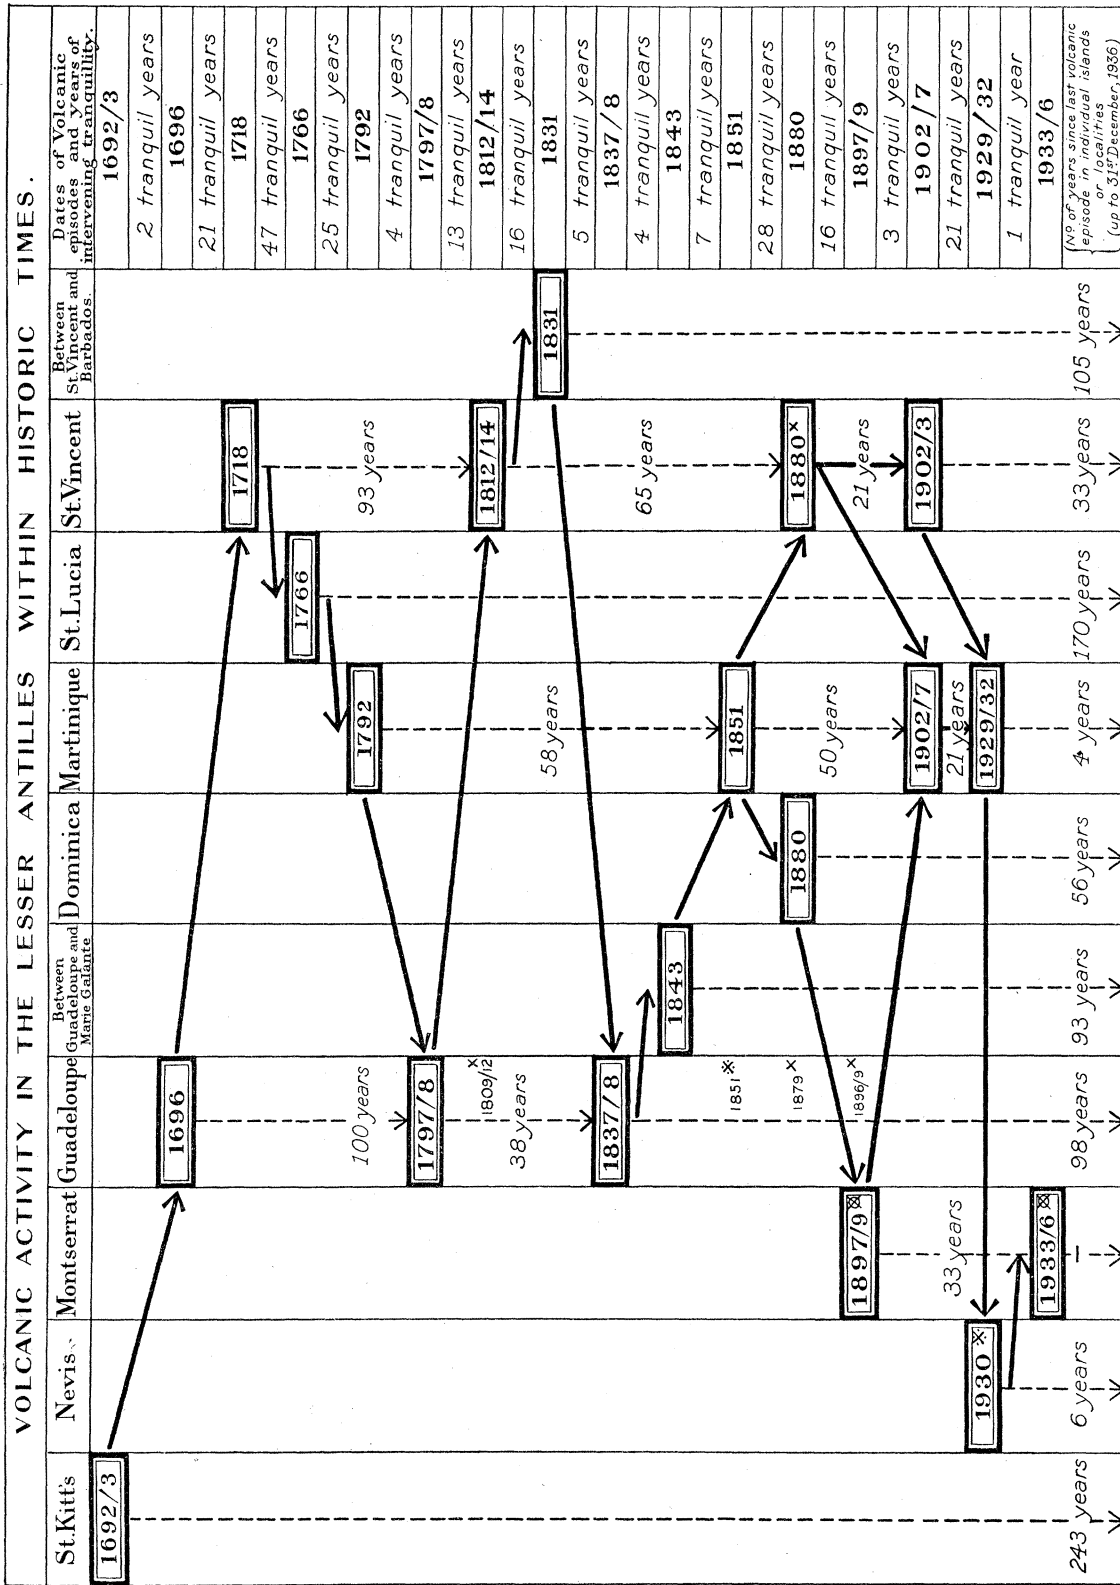 VOLCANIC ACTIVITY IN THE LESSER ANTILLES WITHIN HISTORIC TIMES.
St.Kitt's
Nevis
Montserrat
Guadeloupe
Between
Guadeloupe and
Marie Galante
Dominica
Martinique
St.Lucia
St.Vincent
Between
St.Vincent and
Barbados.
Dates of Volcanic
episodes and years of
intervening tranquillity.
1692/3
1692/3
2 tranquil years
1696
1696
21 tranquil years
1718
1718
47 tranquil years
1766
1766
25 tranquil years
100 years
1792
93 years
1792
4 tranquil years
1797/8
1797/8
13 tranquil years
1809/12 x
1812/14
1812/14
38 years
16 tranquil years
58 years
1831
1831
5 tranquil years
1837/8
1837/8
65 years
4 tranquil years
1843
1843
7 tranquil years
1851 ※
1851
1851
28 tranquil years
1879 x
1880
1880 x
1880
50 years
16 tranquil years
1897/9 ⊠
1896/9 x
21 years
1897/9
3 tranquil years
1902/7
1902/3
1902/7
33 years
21 years
21 tranquil years
1930 ※
1929/32
1929/32
1 tranquil year
1933/6 ⊠
1933/6
243 years
6 years
—
98 years
93 years
56 years
4 years
170 years
33 years
105 years
(No. of years since last volcanic
episode in individual islands
or localities
(up to 31st December, 1936)